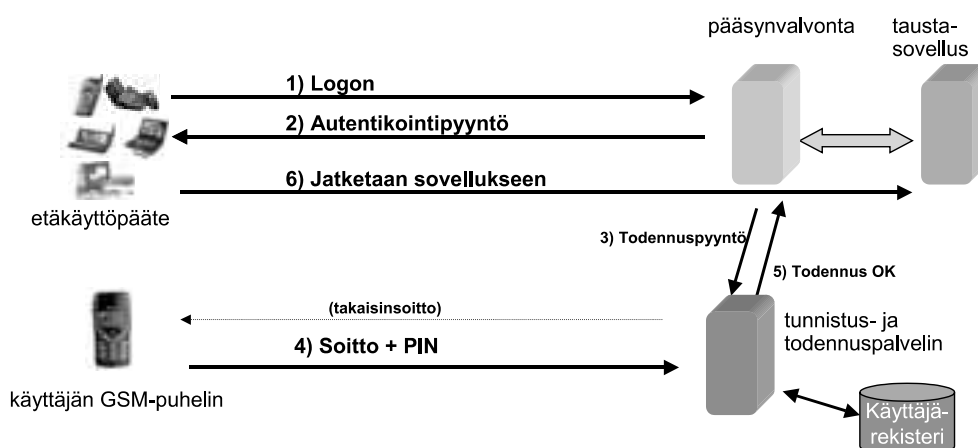 pääsynvalvonta
tausta-
sovellus
1) Logon
2) Autentikointipyyntö
6) Jatketaan sovellukseen
etäkäyttöpääte
3) Todennuspyyntö
5) Todennus OK
(takaisinsoitto)
4) Soitto + PIN
tunnistus- ja
todennuspalvelin
käyttäjän GSM-puhelin
Käyttäjä-
rekisteri